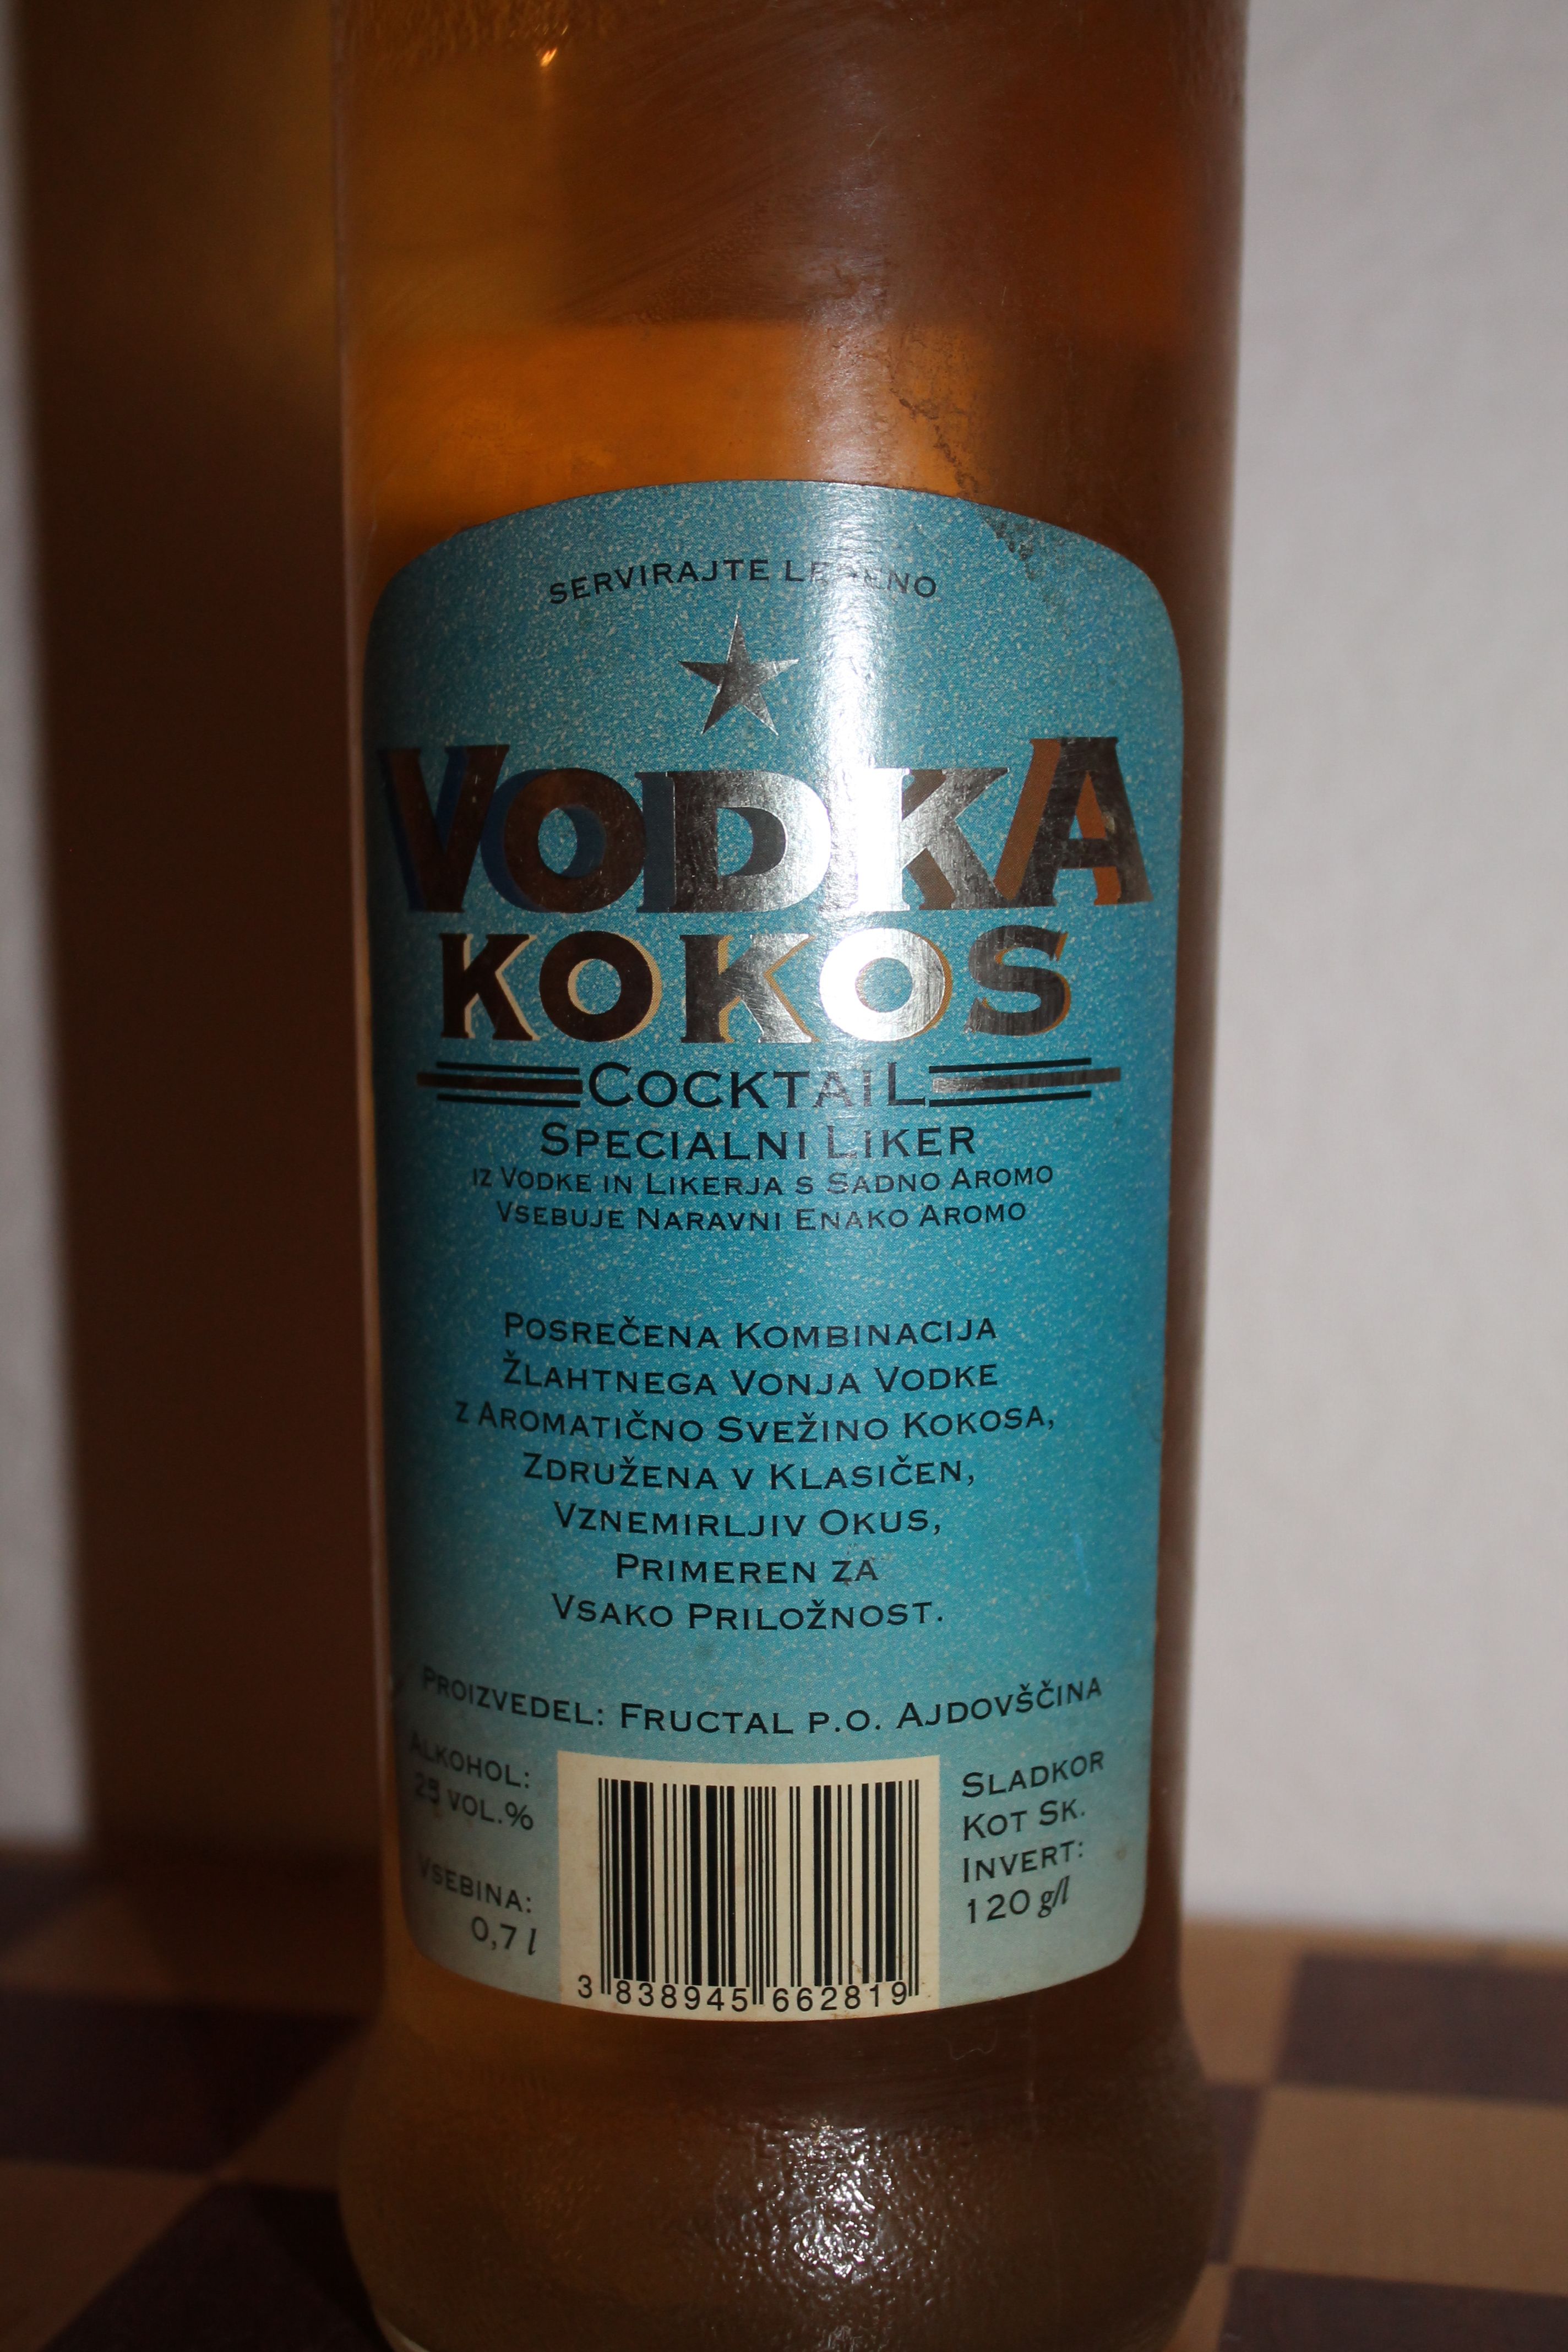 SERVIRAJTE LEDENO
VODKA
KOKOS
COCKTAiL
SPECIALNI LIKER
IZ VODKE IN LIKERJA S SADNO AROMO
VSEBUJE NARAVNI ENAKO AROMO
POSREČENA KOMBINACIJA
ŽLAHTNEGA VONJA VODKE
Z AROMATIČNO SVEŽINO KOKOSA,
ZDRUŽENA V KLASIČEN,
VZNEMIRLJIV OKUS,
PRIMEREN ZA
VSAKO PRILOŽNOST.
PROIZVEDEL: FRUCTAL P.O. AJDOVŠČINA
ALKOHOL:
25 VOL.%
VSEBINA:
0,7 l
3 838945 662819
SLADKOR
KOT SK.
INVERT:
120 g/l